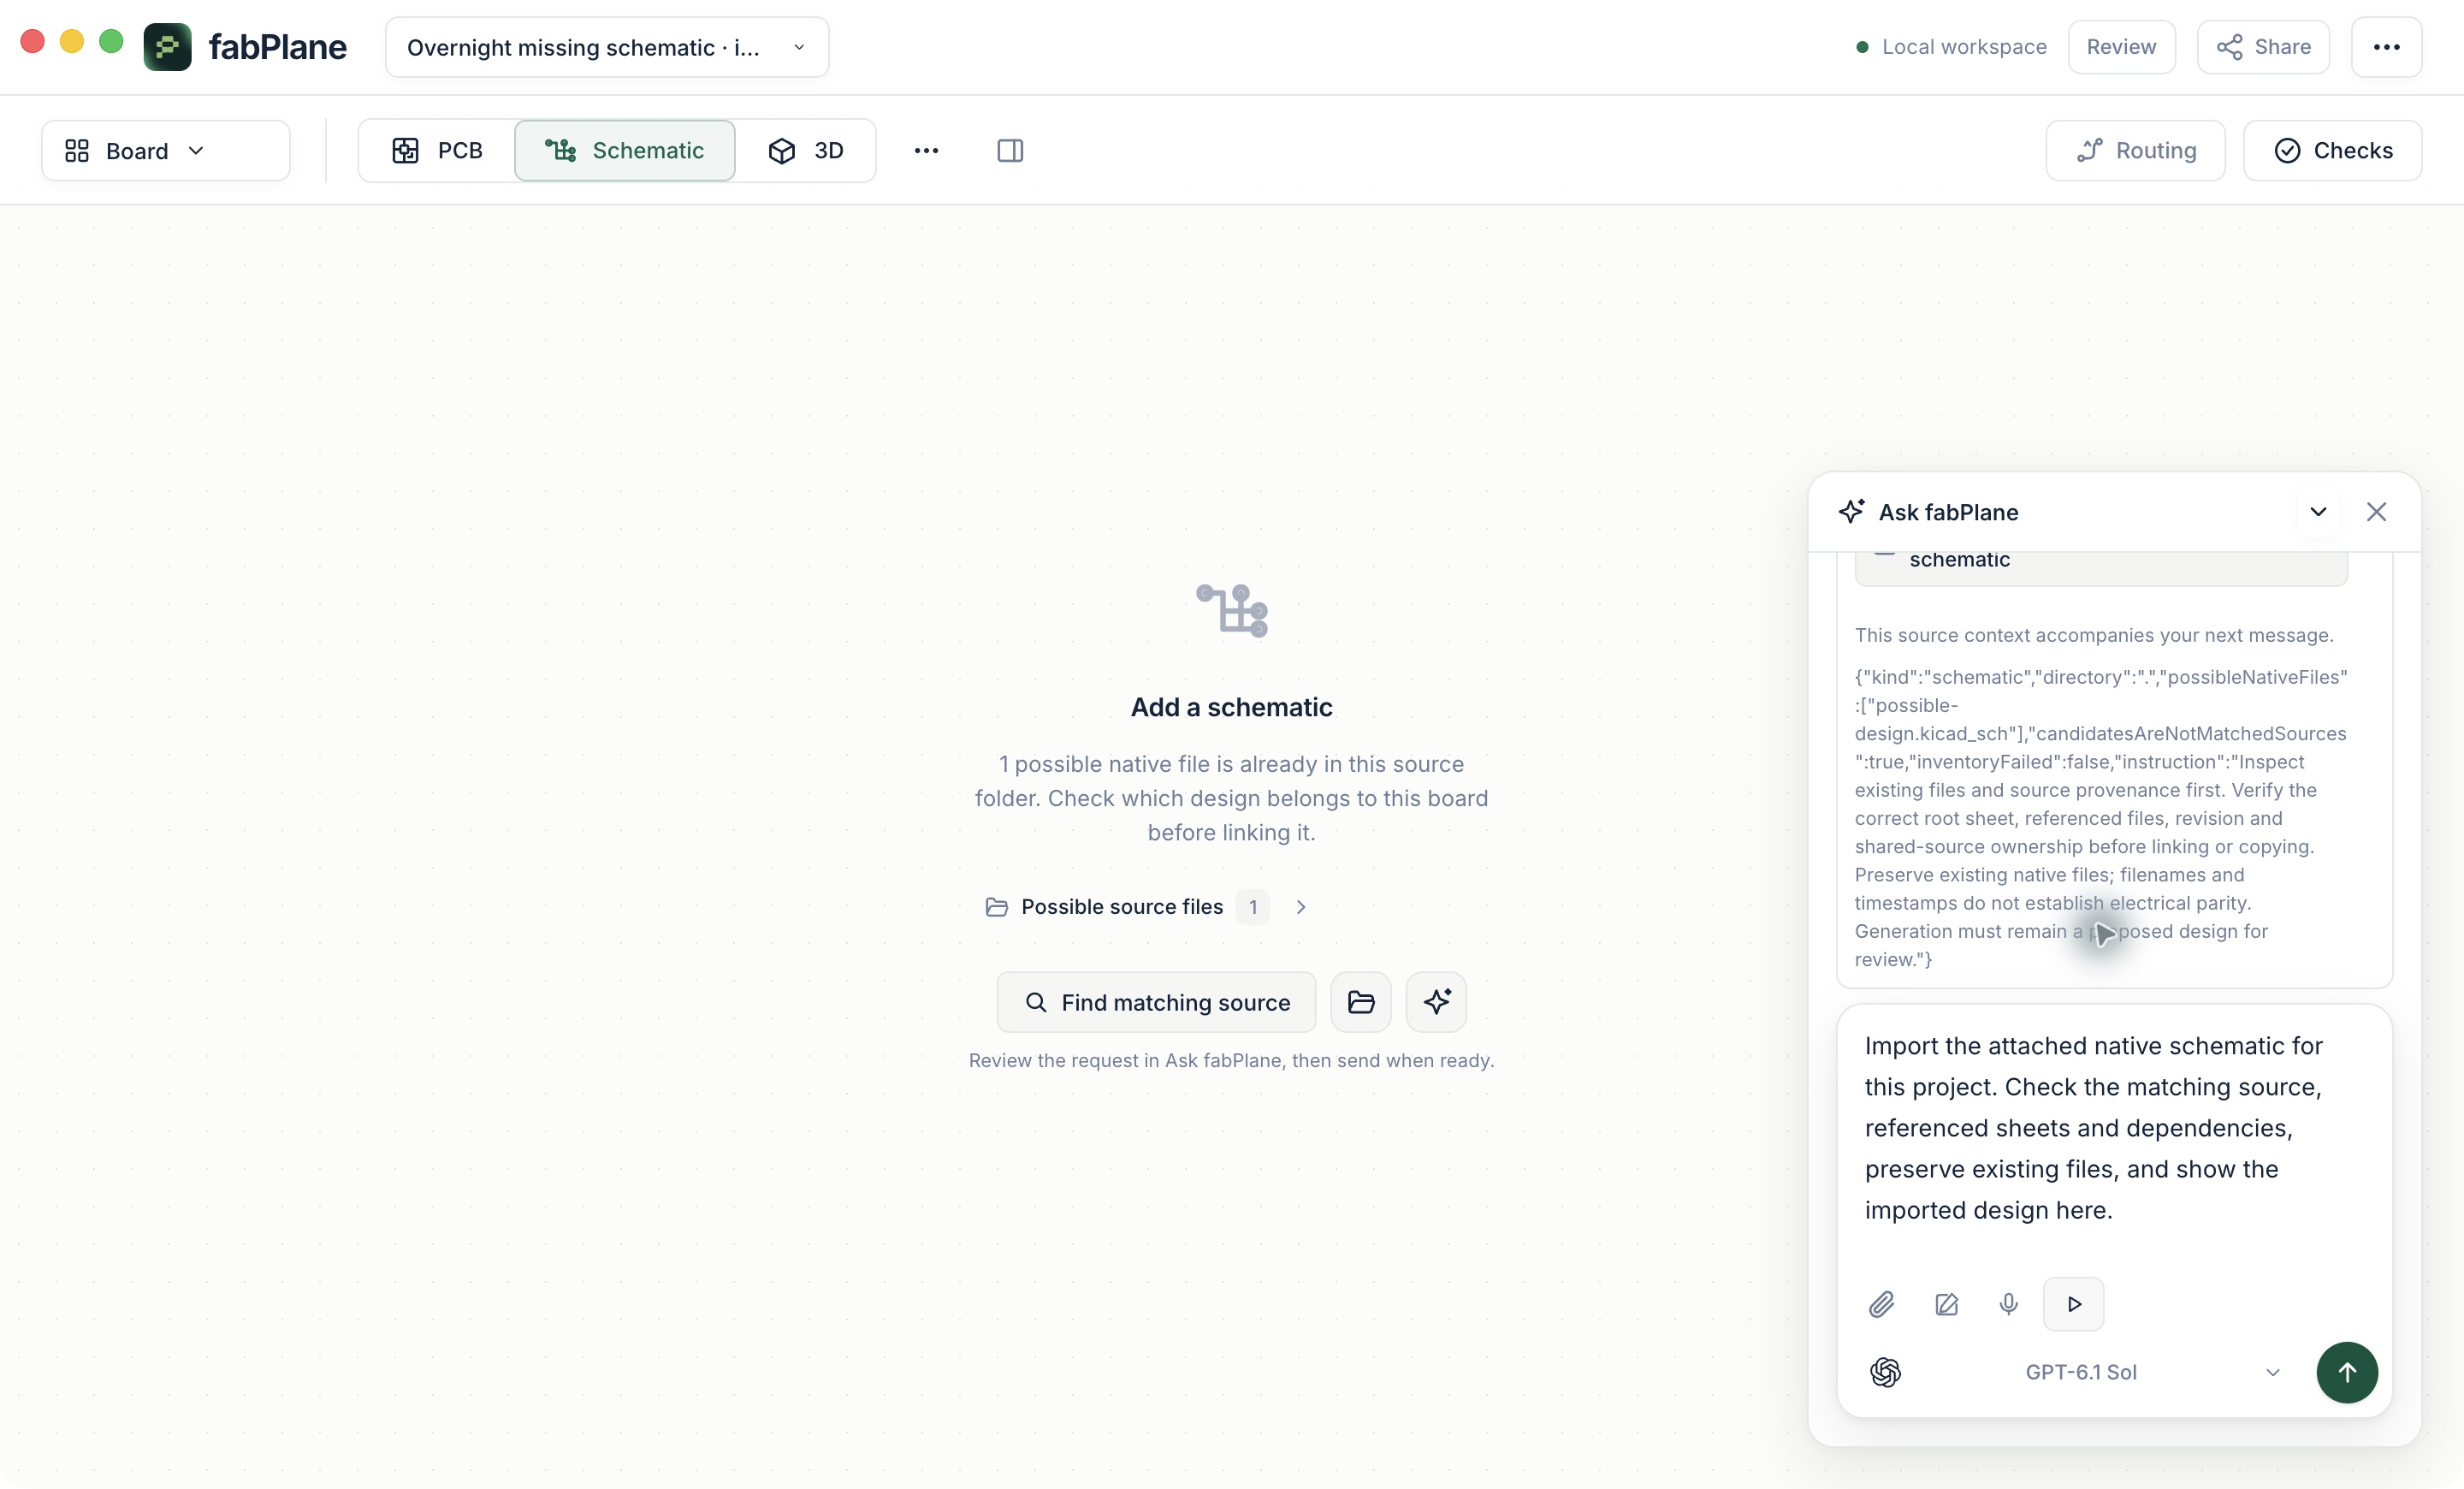 fabPlane
Overnight missing schematic · i...
Local workspace
Review
Share
Board
PCB
Schematic
3D
Routing
Checks
Add a schematic
1 possible native file is already in this source
folder. Check which design belongs to this board
before linking it.
Possible source files 1
Find matching source
Review the request in Ask fabPlane, then send when ready.
Ask fabPlane
schematic
This source context accompanies your next message.
{"kind":"schematic","directory":".","possibleNativeFiles"
:["possible-
design.kicad_sch"],"candidatesAreNotMatchedSources
":true,"inventoryFailed":false,"instruction":"Inspect
existing files and source provenance first. Verify the
correct root sheet, referenced files, revision and
shared-source ownership before linking or copying.
Preserve existing native files; filenames and
timestamps do not establish electrical parity.
Generation must remain a proposed design for
review."}
Import the attached native schematic for
this project. Check the matching source,
referenced sheets and dependencies,
preserve existing files, and show the
imported design here.
GPT-6.1 Sol